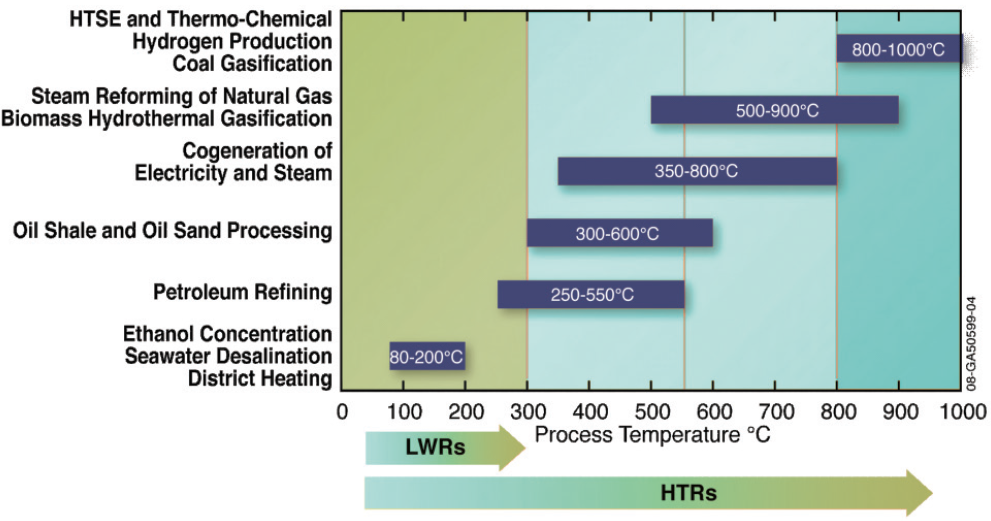 HTSE and Thermo-Chemical
Hydrogen Production
Coal Gasification
800-1000°C
Steam Reforming of Natural Gas
Biomass Hydrothermal Gasification
500-900°C
Cogeneration of
Electricity and Steam
350-800°C
Oil Shale and Oil Sand Processing
300-600°C
Petroleum Refining
250-550°C
Ethanol Concentration
Seawater Desalination
District Heating
80-200°C
08-GA50599-04
0 100 200 300 400 500 600 700 800 900 1000
Process Temperature °C
LWRs
HTRs